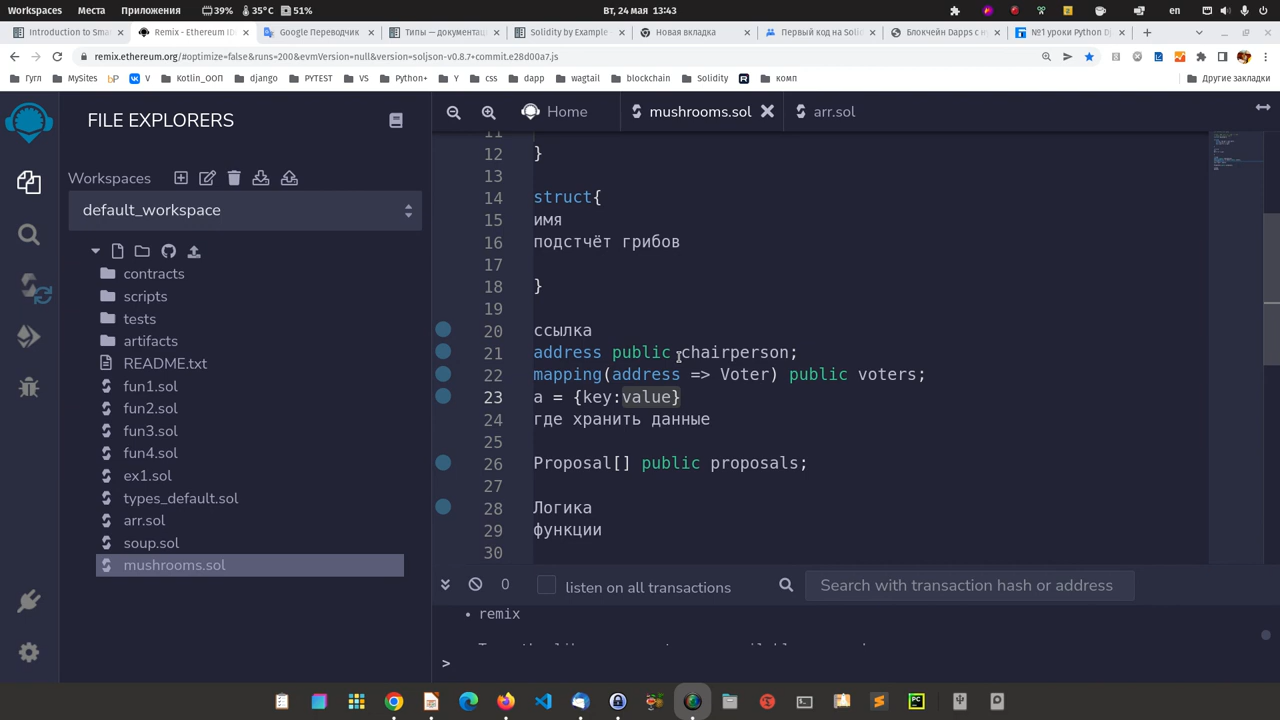 Workspaces Места Приложения 39% 35°C 51% Вт, 24 мая 13:43 en
Introduction to Sma Remix - Ethereum ID Google Переводчик Типы — документац Solidity by Example Новая вкладка Первый код на Solid Блокчейн Dapps с н №1 уроки Python Dj
remix.ethereum.org/#optimize=false&runs=200&evmVersion=null&version=soljson-v0.8.7+commit.e28d00a7.js
Гугл MySites Kotlin_ООП django PYTEST VS Python+ Y css dapp wagtail blockchain Solidity комп Другие закладки
FILE EXPLORERS
Workspaces
default_workspace
contracts
scripts
tests
artifacts
README.txt
fun1.sol
fun2.sol
fun3.sol
fun4.sol
ex1.sol
types_default.sol
arr.sol
soup.sol
mushrooms.sol
Home mushrooms.sol arr.sol
11
12 }
13
14 struct{
15 имя
16 подстчёт грибов
17
18 }
19
20 ссылка
21 address public chairperson;
22 mapping(address => Voter) public voters;
23 a = {key:value}
24 где хранить данные
25
26 Proposal[] public proposals;
27
28 Логика
29 функции
30
0 listen on all transactions Search with transaction hash or address
• remix
>